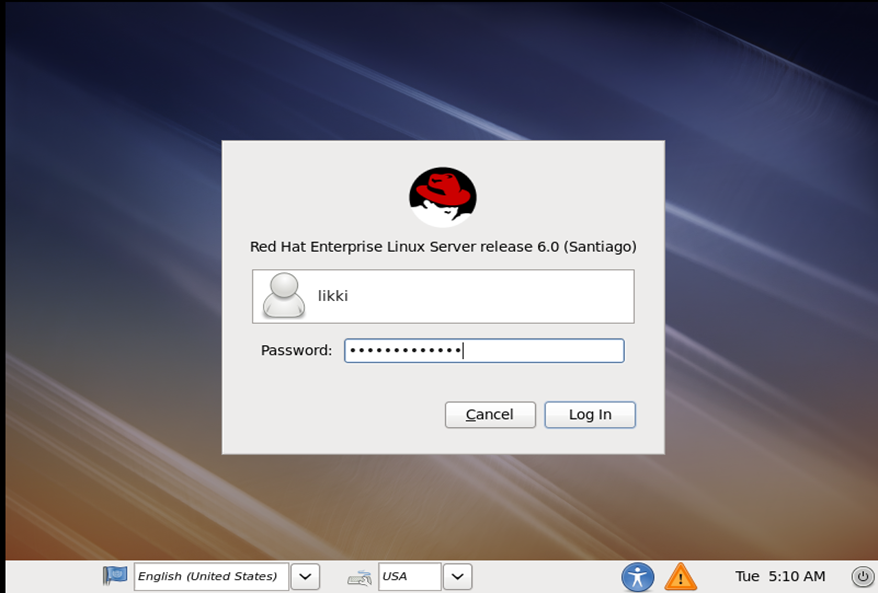 Red Hat Enterprise Linux Server release 6.0 (Santiago)
likki
Password: •••••••••••••
Cancel Log In
English (United States) USA Tue 5:10 AM